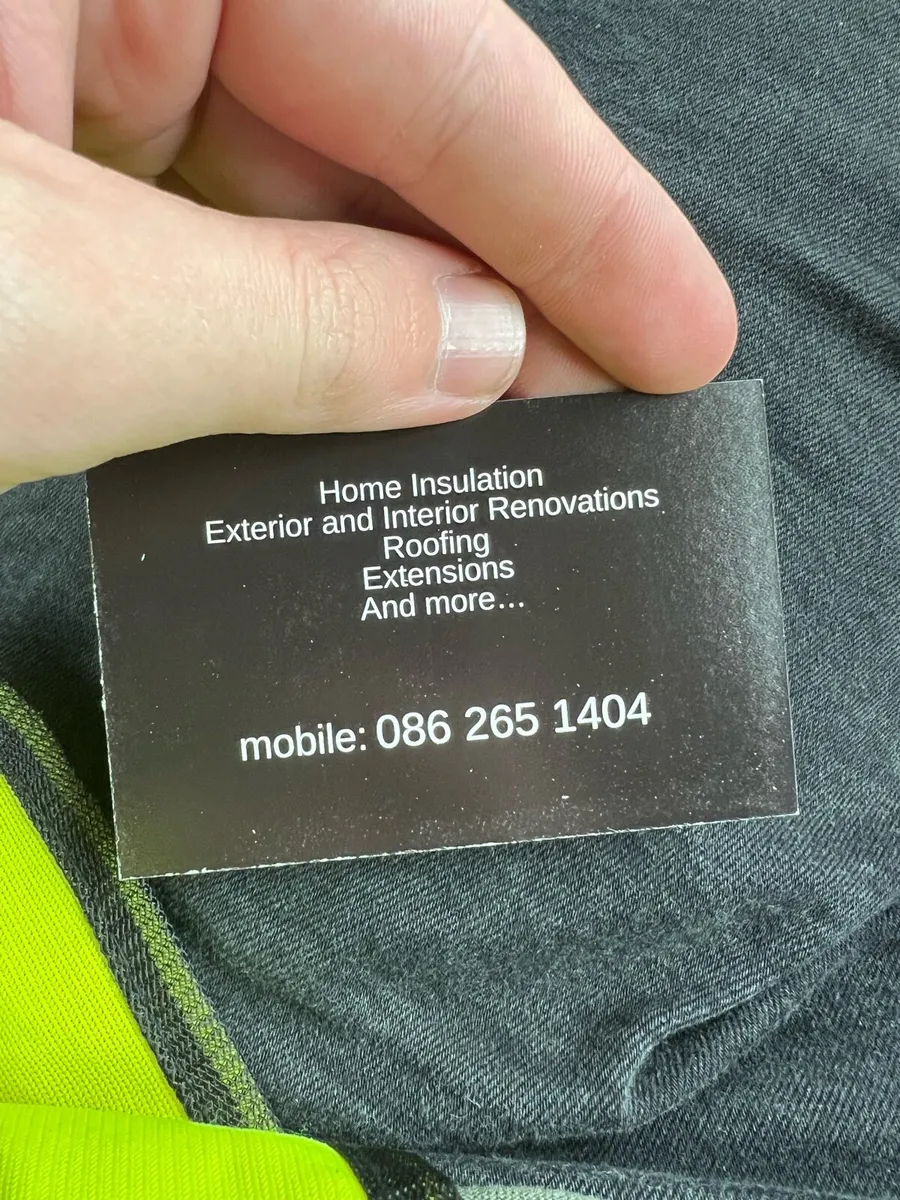 Home Insulation
Exterior and Interior Renovations
Roofing
Extensions
And more...
mobile: 086 265 1404